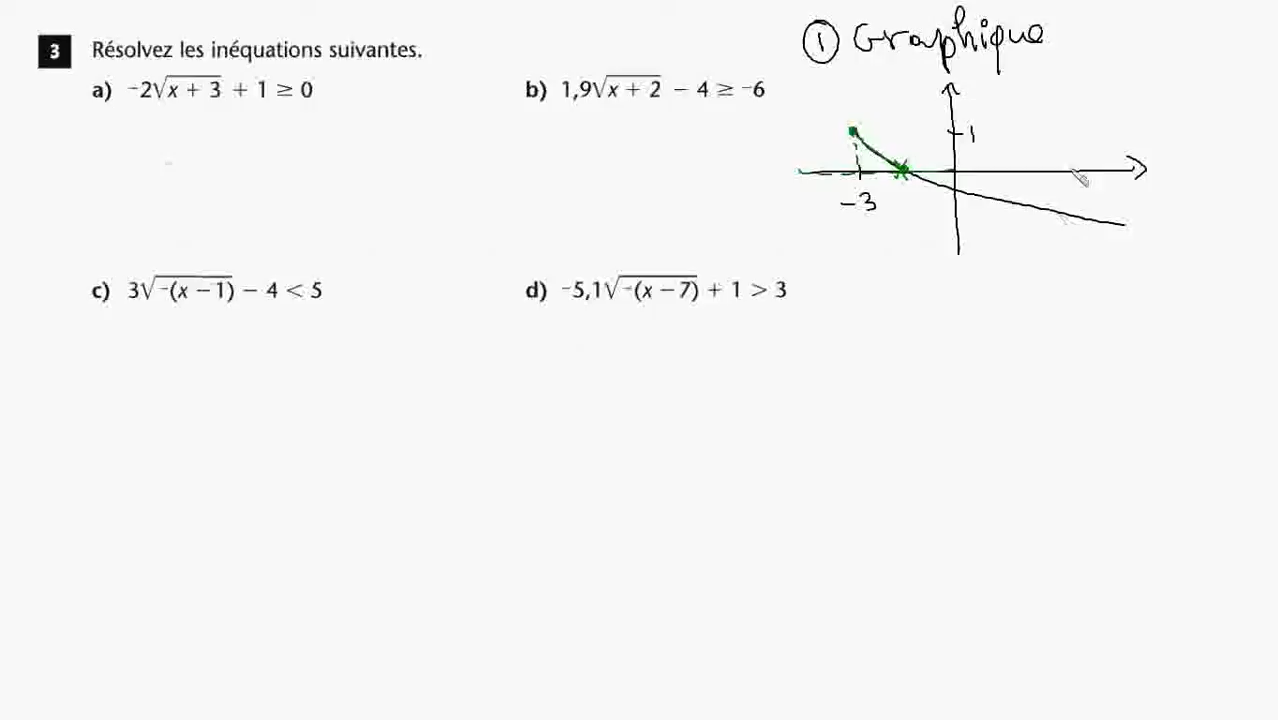 3 Résolvez les inéquations suivantes.
a) ⁻2√(x + 3) + 1 ≥ 0
b) 1,9√(x + 2) − 4 ≥ ⁻6
c) 3√(⁻(x − 1)) − 4 < 5
d) ⁻5,1√(⁻(x − 7)) + 1 > 3
① Graphique
1
−3